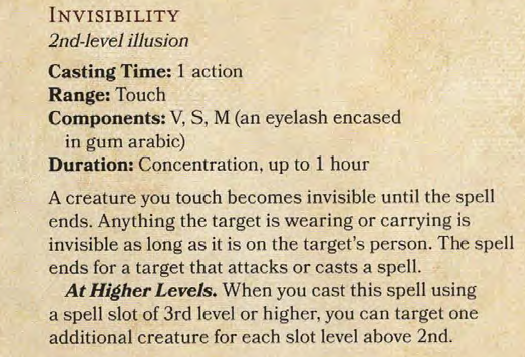 INVISIBILITY
2nd-level illusion
Casting Time: 1 action
Range: Touch
Components: V, S, M (an eyelash encased
in gum arabic)
Duration: Concentration, up to 1 hour
A creature you touch becomes invisible until the spell
ends. Anything the target is wearing or carrying is
invisible as long as it is on the target's person. The spell
ends for a target that attacks or casts a spell.
At Higher Levels. When you cast this spell using
a spell slot of 3rd level or higher, you can target one
additional creature for each slot level above 2nd.